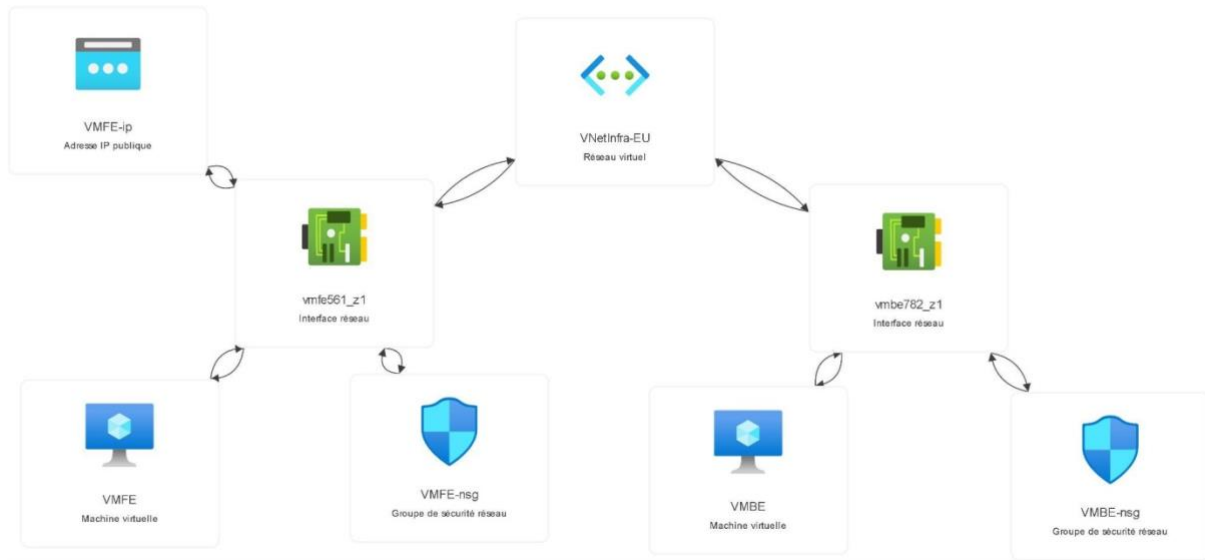 VMFE-ip
Adresse IP publique
VNetInfra-EU
Réseau virtuel
vmfe561_z1
Interface réseau
vmbe782_z1
Interface réseau
VMFE
Machine virtuelle
VMFE-nsg
Groupe de sécurité réseau
VMBE
Machine virtuelle
VMBE-nsg
Groupe de sécurité réseau